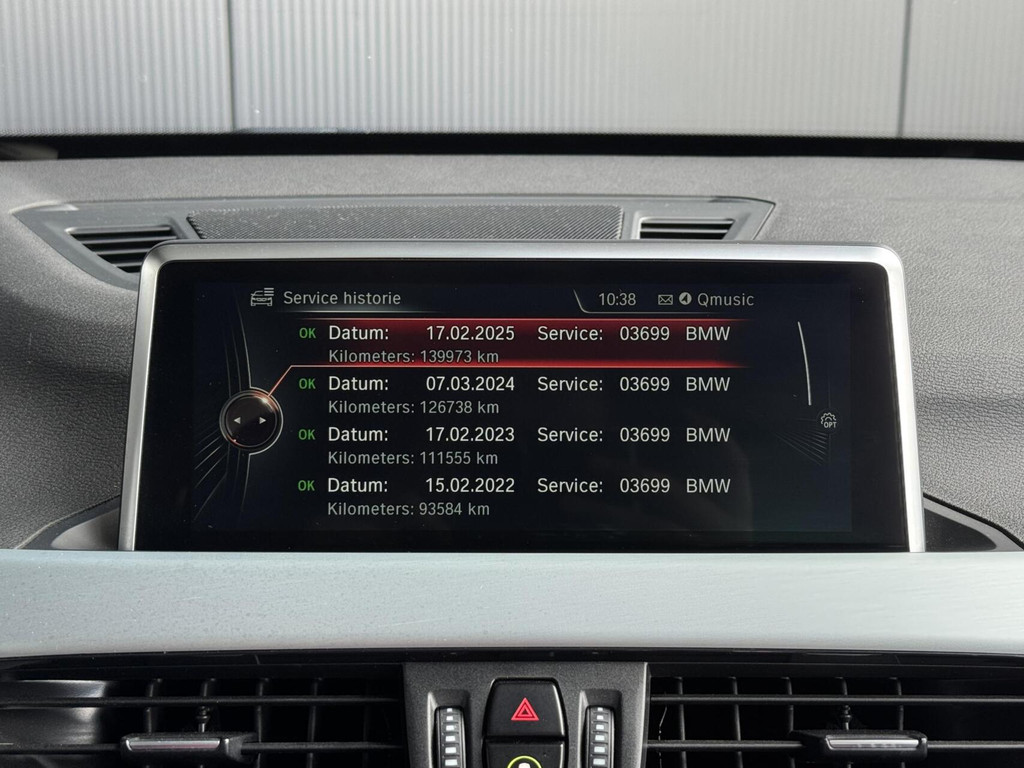 Service historie 10:38 Qmusic
OK Datum: 17.02.2025 Service: 03699 BMW
Kilometers: 139973 km
OK Datum: 07.03.2024 Service: 03699 BMW
Kilometers: 126738 km
OK Datum: 17.02.2023 Service: 03699 BMW
Kilometers: 111555 km
OPT
OK Datum: 15.02.2022 Service: 03699 BMW
Kilometers: 93584 km